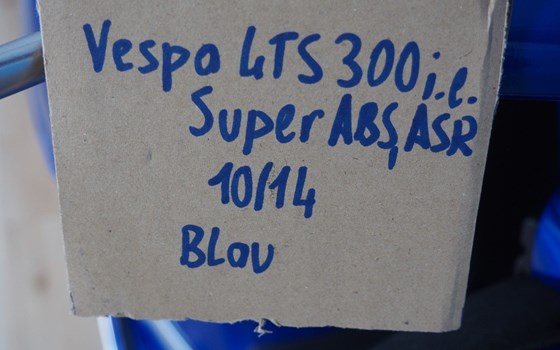 Vespa GTS 300 i.e.
Super ABS, ASR
10/14
Blau